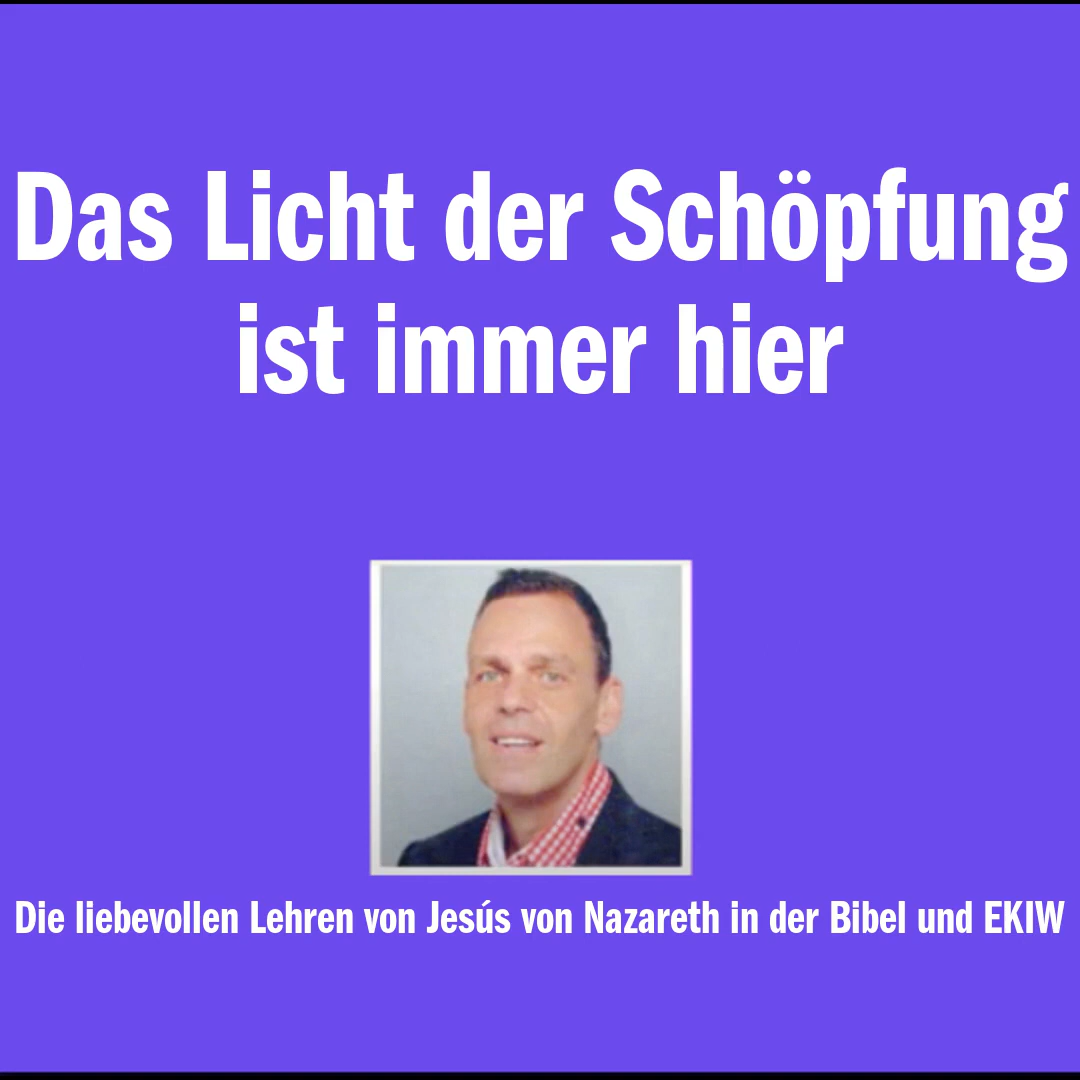 Das Licht der Schöpfung
ist immer hier
Die liebevollen Lehren von Jesús von Nazareth in der Bibel und EKIW